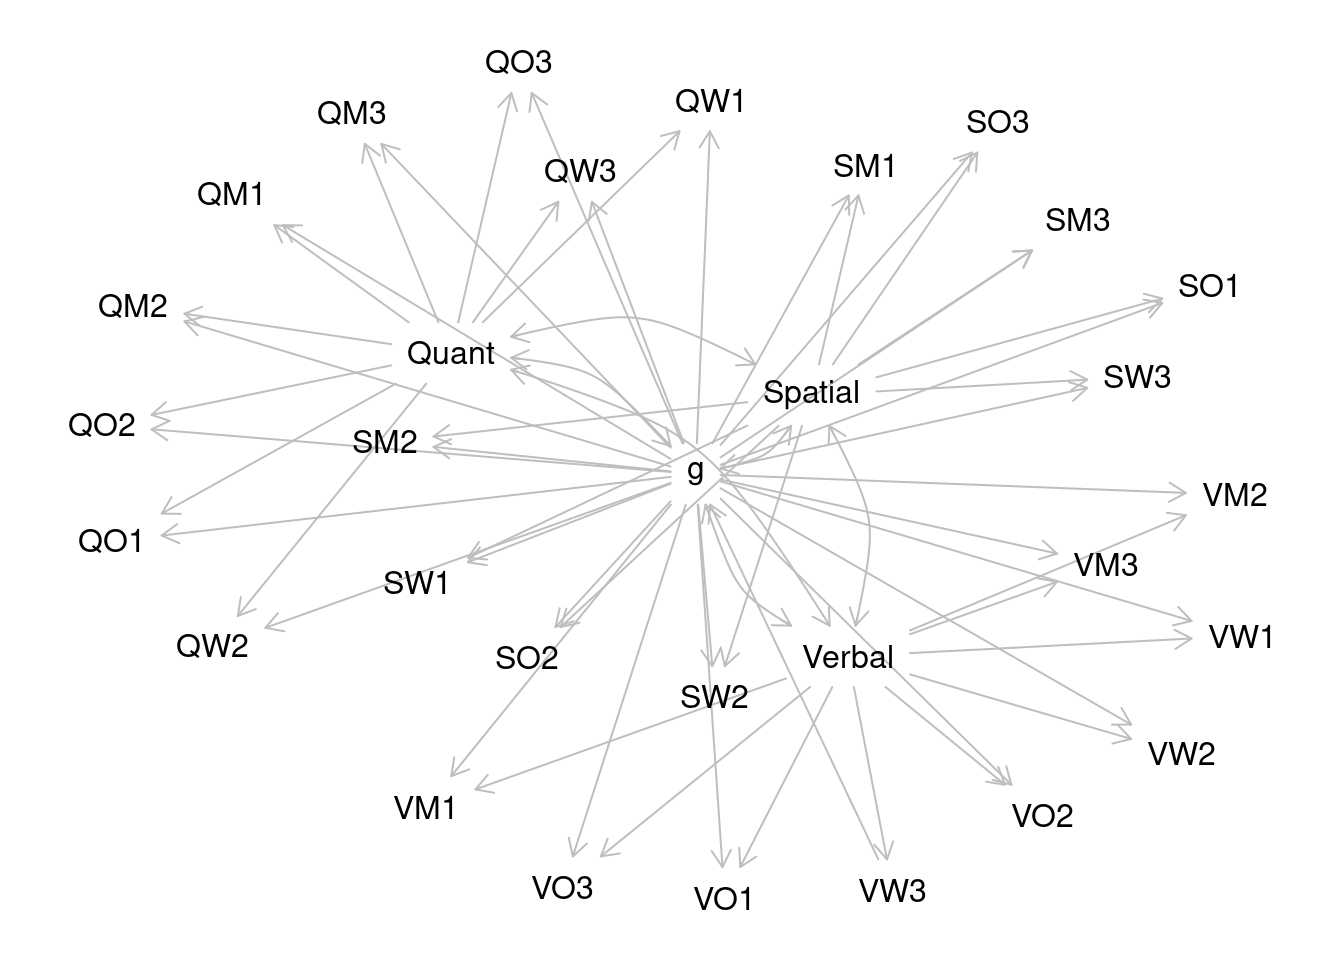 QO3
QW1
QM3
SO3
SM1
QW3
QM1
SM3
SO1
QM2
Quant
SW3
Spatial
QO2
SM2
g
VM2
QO1
VM3
SW1
VW1
QW2
SO2
Verbal
SW2
VW2
VM1
VO2
VO3
VW3
VO1